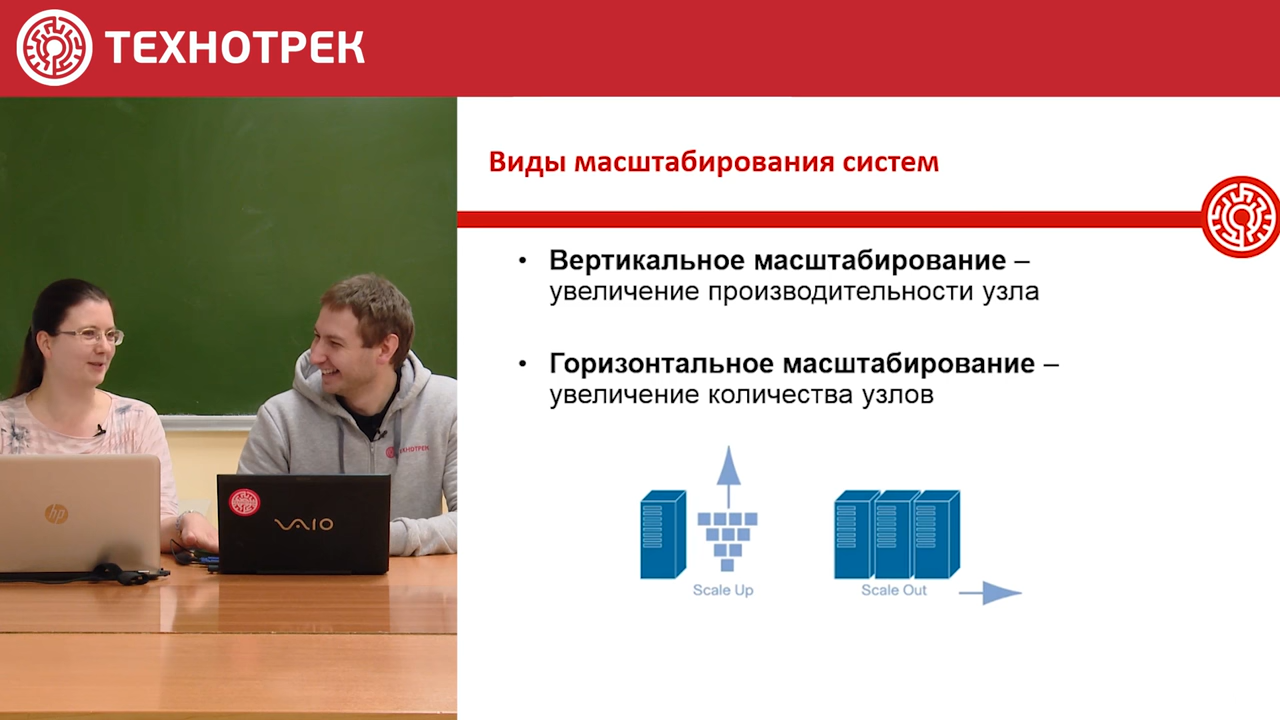 ТЕХНОТРЕК
Виды масштабирования систем
• Вертикальное масштабирование –
увеличение производительности узла
• Горизонтальное масштабирование –
увеличение количества узлов
Scale Up
Scale Out
ТЕХНОТРЕК
hp
VAIO